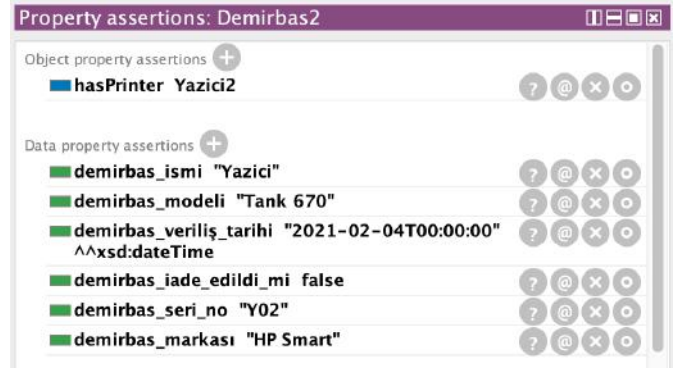 Property assertions: Demirbas2
Object property assertions
hasPrinter Yazici2
Data property assertions
demirbas_ismi "Yazici"
demirbas_modeli "Tank 670"
demirbas_veriliş_tarihi "2021-02-04T00:00:00"
^^xsd:dateTime
demirbas_iade_edildi_mi false
demirbas_seri_no "Y02"
demirbas_markası "HP Smart"